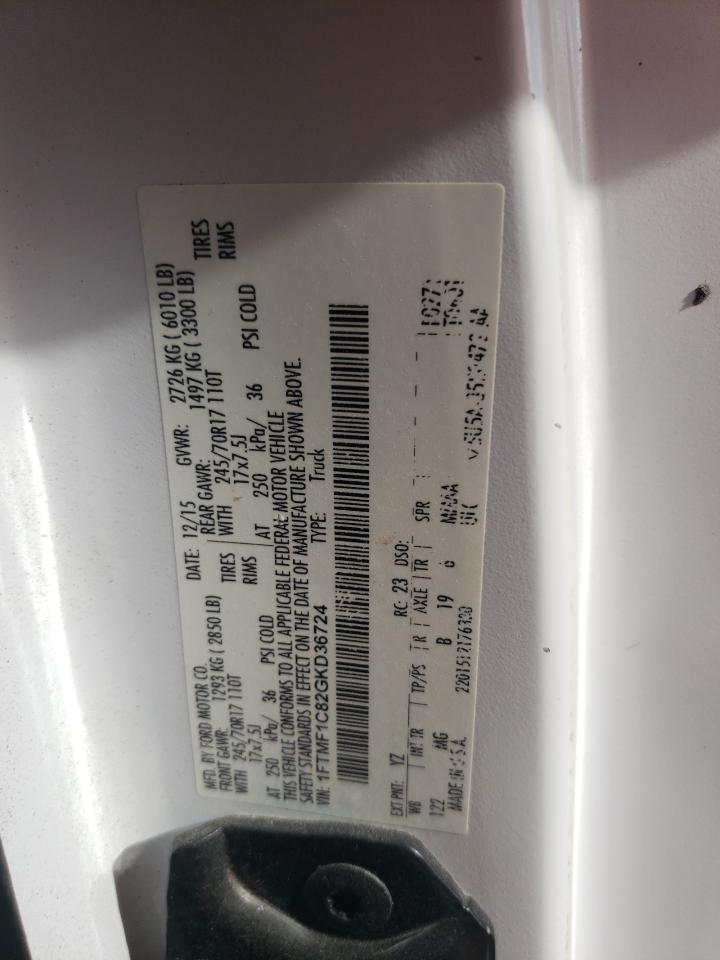 MFD. BY FORD MOTOR CO.
DATE: 12/15 GVWR: 2726 KG ( 6010 LB)
FRONT GAWR: 1293 KG ( 2850 LB)
REAR GAWR: 1497 KG ( 3300 LB)
WITH 245/70R17 110T TIRES
WITH 245/70R17 110T TIRES
17x7.5J RIMS
17x7.5J RIMS
AT 250 kPa/ 36 PSI COLD
AT 250 kPa/ 36 PSI COLD
THIS VEHICLE CONFORMS TO ALL APPLICABLE FEDERAL MOTOR VEHICLE
SAFETY STANDARDS IN EFFECT ON THE DATE OF MANUFACTURE SHOWN ABOVE.
VIN: 1FTMF1C82GKD36724 TYPE: Truck
EXT PNT: YZ RC: 23 DSO:
WB INT TR TP/PS R AXLE TR SPR
122 MG B 19 6
MADE IN U.S.A.